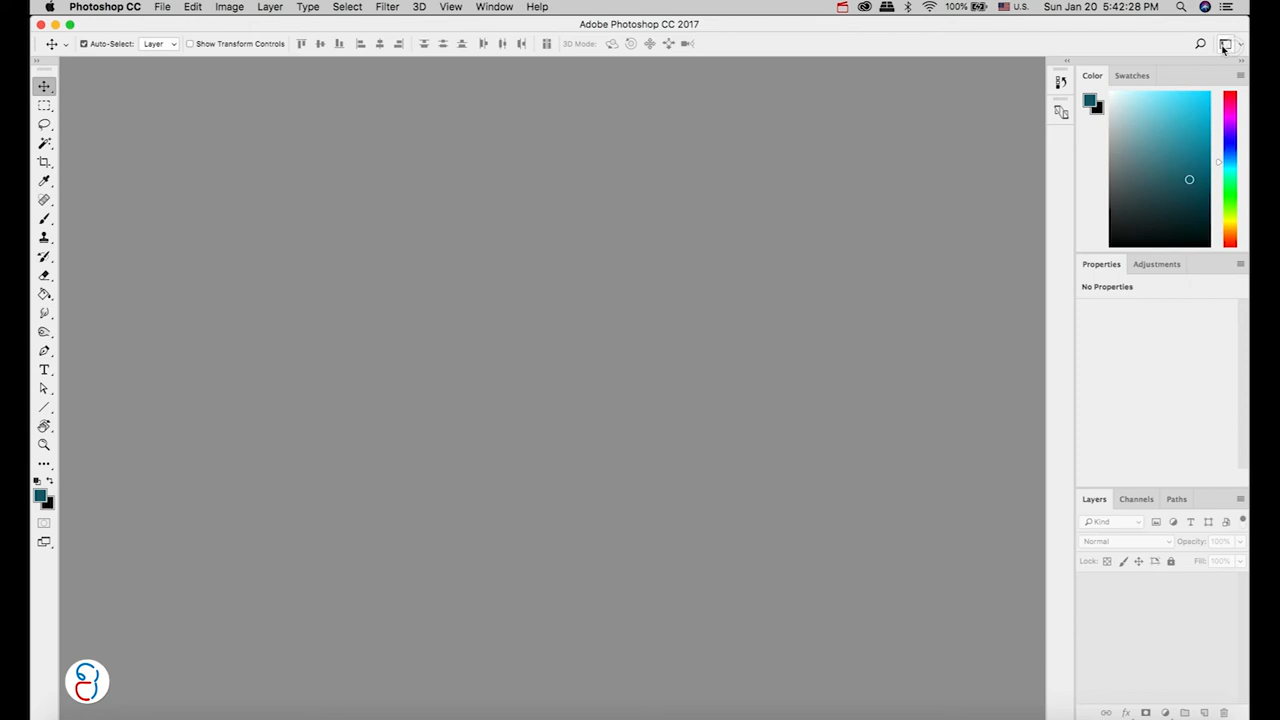 Photoshop CC File Edit Image Layer Type Select Filter 3D View Window Help 100% U.S. Sun Jan 20 5:42:28 PM
Adobe Photoshop CC 2017
Auto-Select: Layer Show Transform Controls 3D Mode:
Color Swatches
Properties Adjustments
No Properties
Layers Channels Paths
Kind
Normal Opacity: 100%
Lock: Fill: 100%